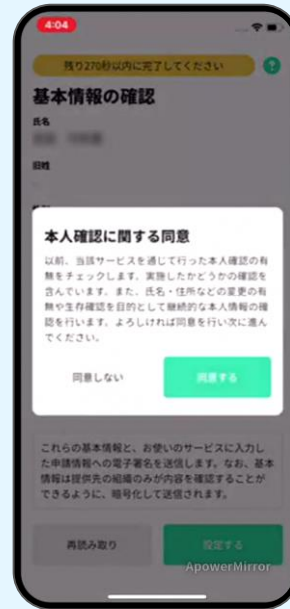 4:04
残り270秒以内に完了してください
?
基本情報の確認
氏名
旧姓
本人確認に関する同意
以前、当該サービスを通じて行った本人確認の有
無をチェックします。実施したかどうかの確認を
含んでいます。また、氏名・住所などの変更の有
無や生存確認を目的として継続的な本人情報の確
認を行います。よろしければ同意を行い次に進ん
でください。
同意しない
同意する
これらの基本情報と、お使いのサービスに入力し
た申請情報への電子署名を送信します。なお、基本
情報は提供先の組織のみが内容を確認することが
できるように、暗号化して送信されます。
再読み取り
設定する
ApowerMirror